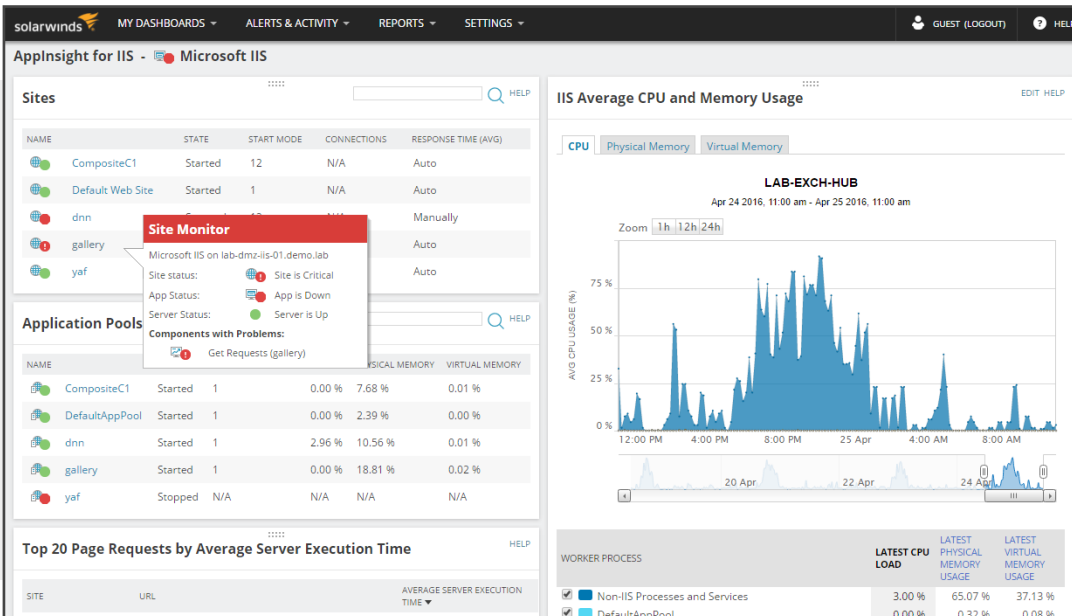 solarwinds MY DASHBOARDS ALERTS & ACTIVITY REPORTS SETTINGS GUEST (LOGOUT) ? HEL
AppInsight for IIS - Microsoft IIS
Sites HELP
NAME STATE START MODE CONNECTIONS RESPONSE TIME (AVG)
CompositeC1 Started 12 N/A Auto
Default Web Site Started 1 N/A Auto
dnn Manually
gallery Auto
yaf Auto
Site Monitor
Microsoft IIS on lab-dmz-iis-01.demo.lab
Site status: Site is Critical
App Status: App is Down
Server Status: Server is Up
Components with Problems:
Get Requests (gallery)
Application Pools HELP
NAME PHYSICAL MEMORY VIRTUAL MEMORY
CompositeC1 Started 1 0.00 % 7.68 % 0.01 %
DefaultAppPool Started 1 0.00 % 2.39 % 0.00 %
dnn Started 1 2.96 % 10.56 % 0.01 %
gallery Started 1 0.00 % 18.81 % 0.02 %
yaf Stopped N/A N/A N/A N/A
Top 20 Page Requests by Average Server Execution Time HELP
SITE URL AVERAGE SERVER EXECUTION
TIME
IIS Average CPU and Memory Usage EDIT HELP
CPU Physical Memory Virtual Memory
LAB-EXCH-HUB
Apr 24 2016, 11:00 am - Apr 25 2016, 11:00 am
Zoom 1h 12h 24h
AVG CPU USAGE (%)
75 %
50 %
25 %
0 %
12:00 PM 4:00 PM 8:00 PM 25 Apr 4:00 AM 8:00 AM
20 Apr 22 Apr 24 Apr
WORKER PROCESS
LATEST CPU
LOAD
LATEST
PHYSICAL
MEMORY
USAGE
LATEST
VIRTUAL
MEMORY
USAGE
Non-IIS Processes and Services 3.00 % 65.07 % 37.13 %
DefaultAppPool 0.00 % 0.32 % 0.08 %